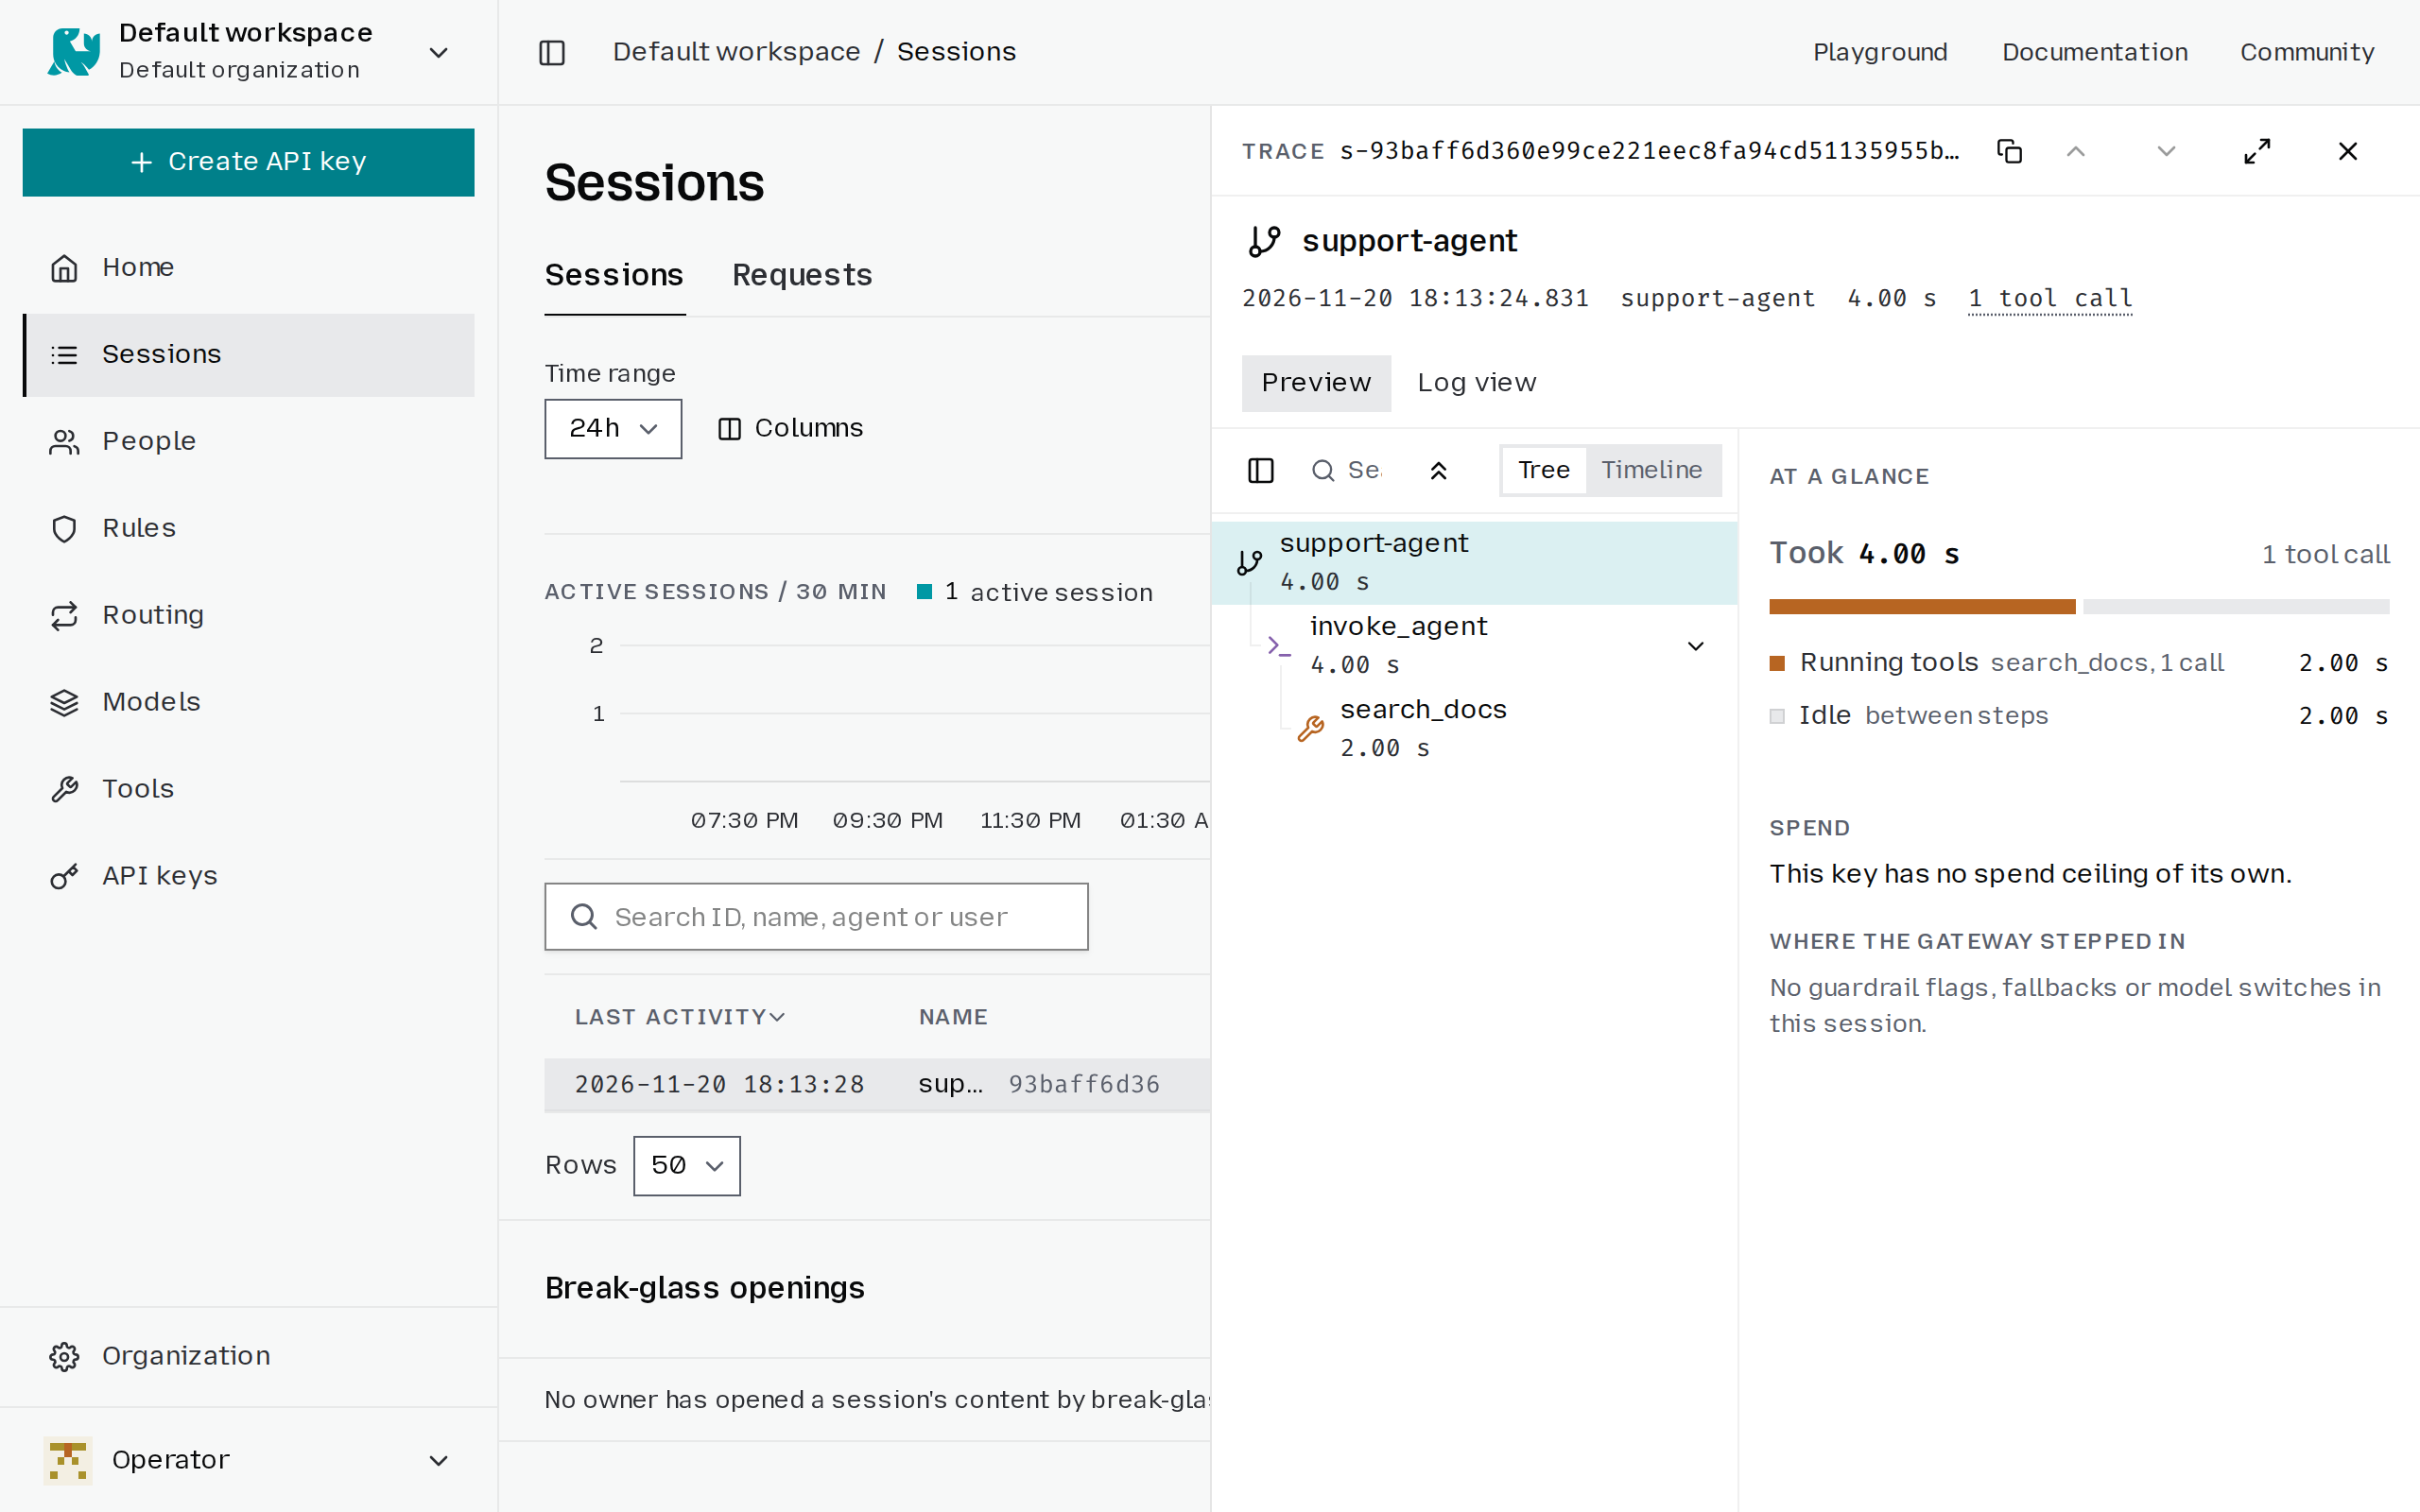 Default workspace
Default organization
Default workspace / Sessions
Playground
Documentation
Community
Create API key
Home
Sessions
People
Rules
Routing
Models
Tools
API keys
Organization
Operator
Sessions
Sessions
Requests
Time range
24h
Columns
ACTIVE SESSIONS / 30 MIN
1 active session
2
1
07:30 PM
09:30 PM
11:30 PM
01:30 A
Search ID, name, agent or user
LAST ACTIVITY
NAME
2026-11-20 18:13:28
sup…
93baff6d36
Rows
50
Break-glass openings
No owner has opened a session's content by break-glas
TRACE s-93baff6d360e99ce221eec8fa94cd51135955b…
support-agent
2026-11-20 18:13:24.831
support-agent
4.00 s
1 tool call
Preview
Log view
Sea
Tree
Timeline
support-agent
4.00 s
invoke_agent
4.00 s
search_docs
2.00 s
AT A GLANCE
Took 4.00 s
1 tool call
Running tools search_docs, 1 call 2.00 s
Idle between steps 2.00 s
SPEND
This key has no spend ceiling of its own.
WHERE THE GATEWAY STEPPED IN
No guardrail flags, fallbacks or model switches in
this session.